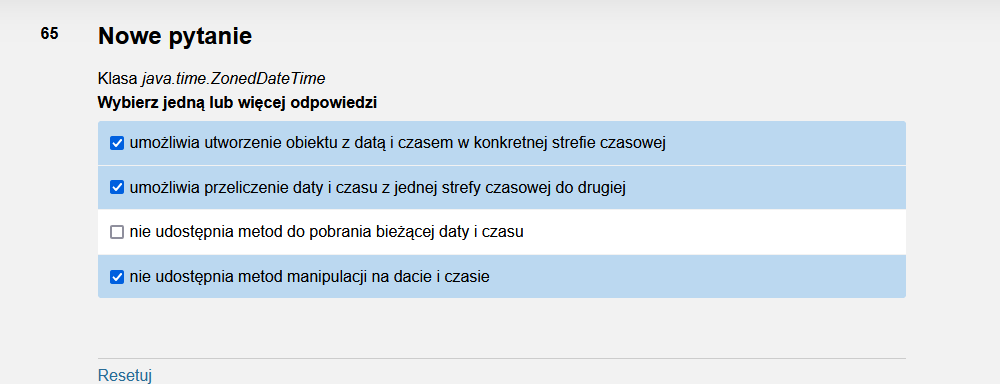 65
Nowe pytanie
Klasa java.time.ZonedDateTime
Wybierz jedną lub więcej odpowiedzi
umożliwia utworzenie obiektu z datą i czasem w konkretnej strefie czasowej
umożliwia przeliczenie daty i czasu z jednej strefy czasowej do drugiej
nie udostępnia metod do pobrania bieżącej daty i czasu
nie udostępnia metod manipulacji na dacie i czasie
Resetuj